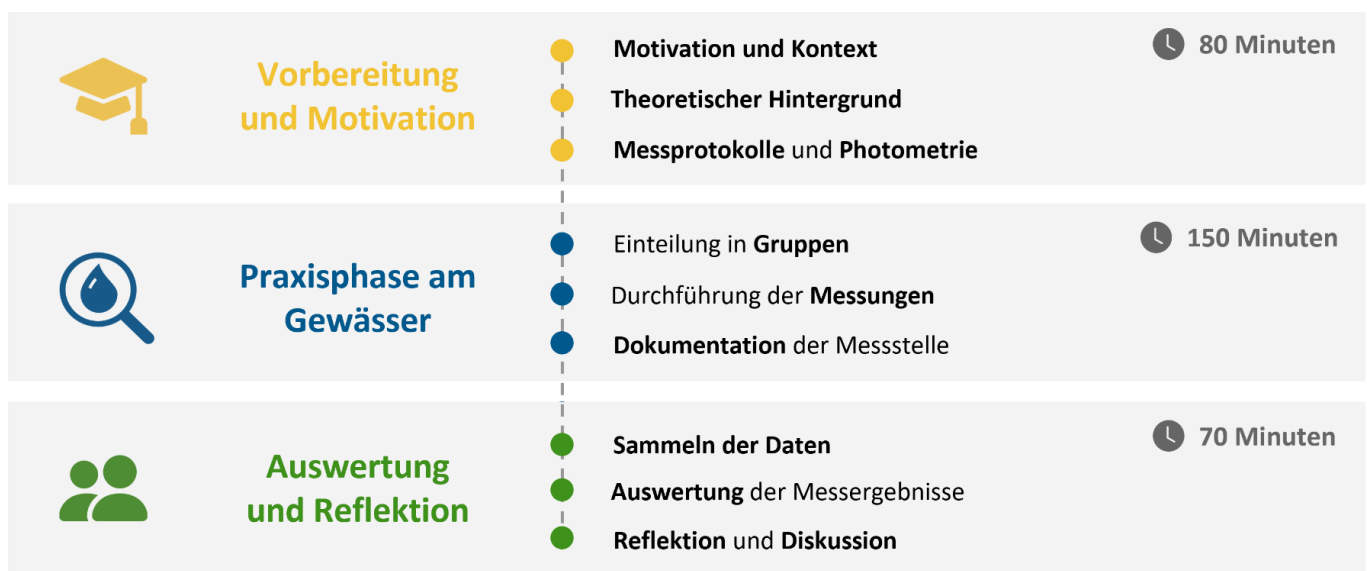 Vorbereitung
und Motivation
Motivation und Kontext
Theoretischer Hintergrund
Messprotokolle und Photometrie
80 Minuten
Praxisphase am
Gewässer
Einteilung in Gruppen
Durchführung der Messungen
Dokumentation der Messstelle
150 Minuten
Auswertung
und Reflektion
Sammeln der Daten
Auswertung der Messergebnisse
Reflektion und Diskussion
70 Minuten